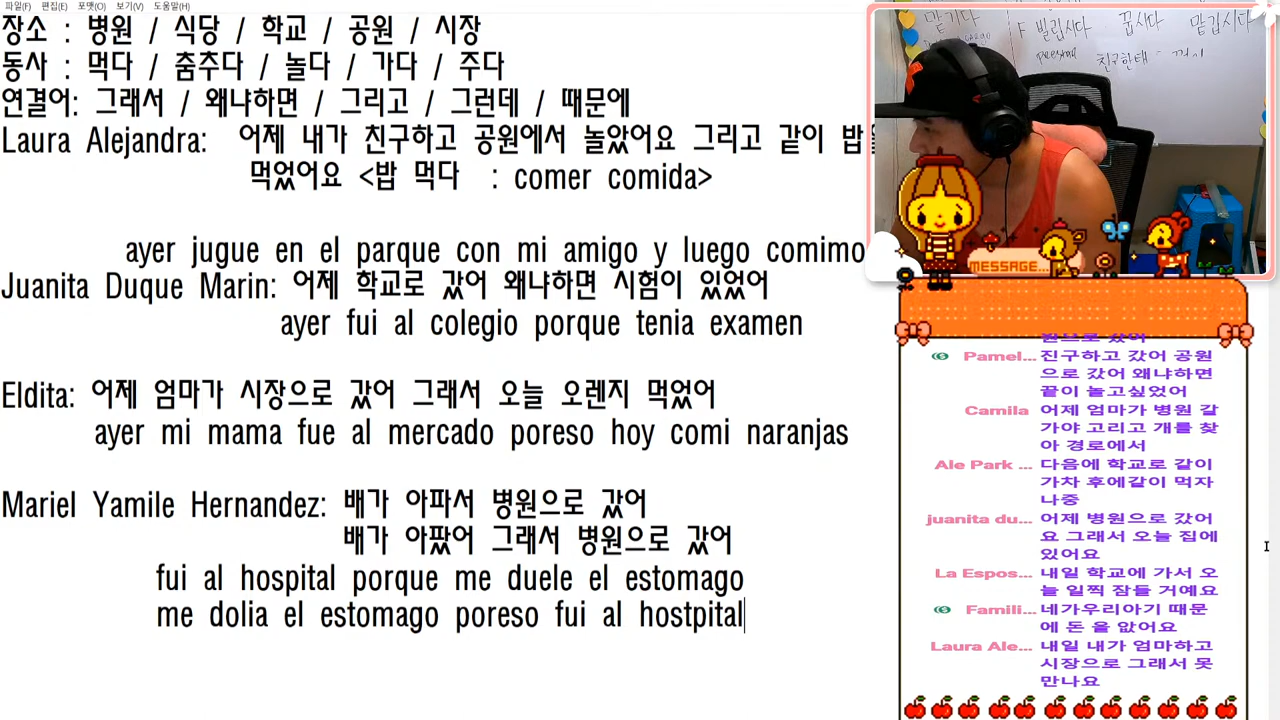 파일(F) 편집(E) 포맷(O) 보기(V) 도움말(H)
장소 : 병원 / 식당 / 학교 / 공원 / 시장
동사 : 먹다 / 춤추다 / 놀다 / 가다 / 주다
연결어: 그래서 / 왜냐하면 / 그리고 / 그런데 / 때문에
Laura Alejandra: 어제 내가 친구하고 공원에서 놀았어요 그리고 같이 밥
먹었어요 <밥 먹다 : comer comida>
ayer jugue en el parque con mi amigo y luego comimo
Juanita Duque Marin: 어제 학교로 갔어 왜냐하면 시험이 있었어
ayer fui al colegio porque tenia examen
Eldita: 어제 엄마가 시장으로 갔어 그래서 오늘 오렌지 먹었어
ayer mi mama fue al mercado poreso hoy comi naranjas
Mariel Yamile Hernandez: 배가 아파서 병원으로 갔어
배가 아팠어 그래서 병원으로 갔어
fui al hospital porque me duele el estomago
me dolia el estomago poreso fui al hostpital
맡기다 밥립시다 꿉시다 맡깁시다
친구한태
MESSAGE...
원으로 갔어
Pamel... 진구하고 갔어 공원
으로 갔어 왜냐하면
끝이 놀고싶었어
Camila 어제 엄마가 병원 갈
가야 고리고 개를 찾
아 경로에서
Ale Park ... 다음에 학교로 같이
가차 후에같이 먹자
나중
juanita du... 어제 병원으로 갔어
요 그래서 오늘 집에
있어요
La Espos... 내일 학교에 가서 오
늘 일찍 잠들 거예요
Famili... 네가우리아기 때문
에 돈 을 없어요
Laura Ale... 내일 내가 엄마하고
시장으로 그래서 못
만나요